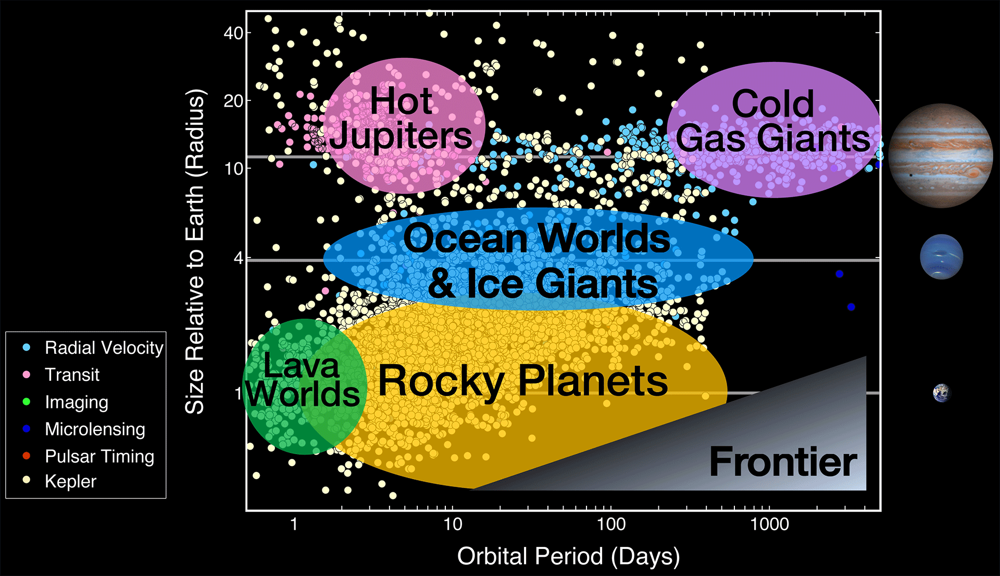 40
20
10
4
1
Size Relative to Earth (Radius)
Hot
Jupiters
Cold
Gas Giants
Ocean Worlds
& Ice Giants
Lava
Worlds
Rocky Planets
Frontier
Radial Velocity
Transit
Imaging
Microlensing
Pulsar Timing
Kepler
1
10
100
1000
Orbital Period (Days)